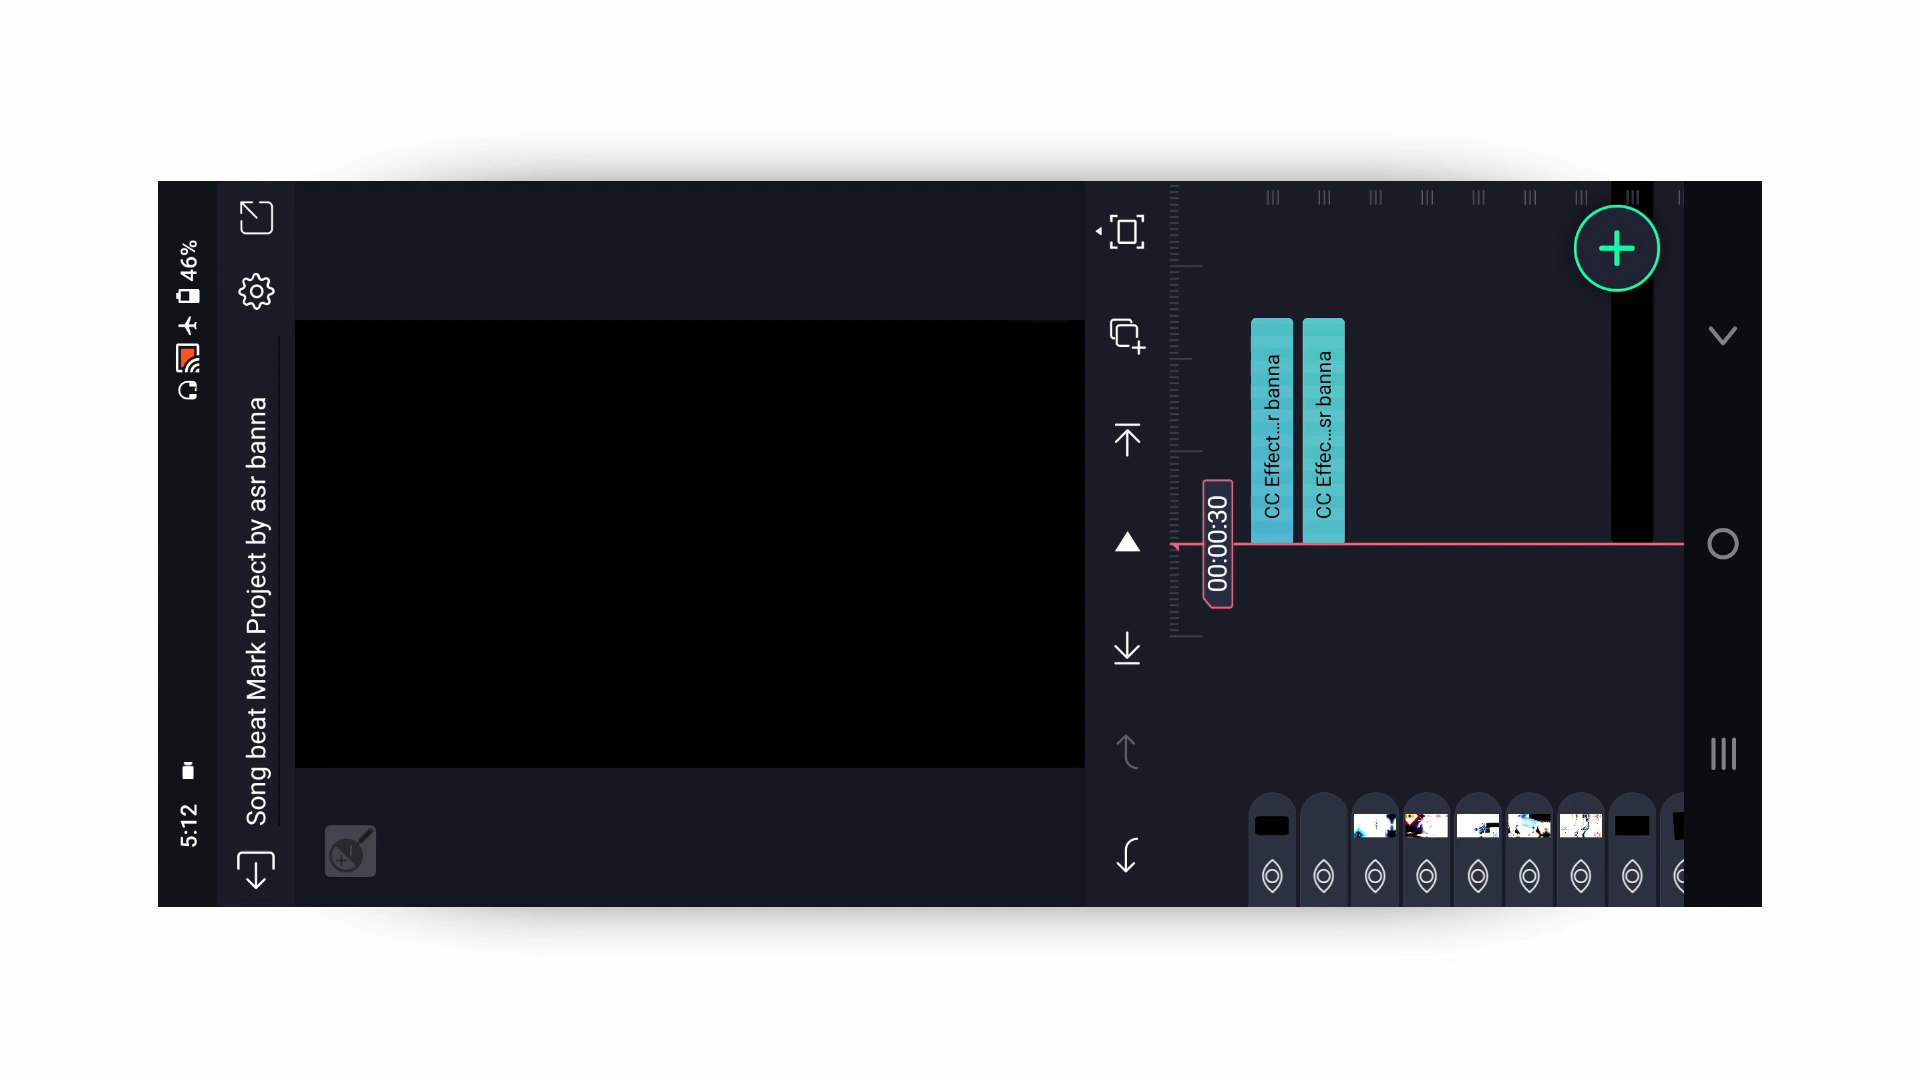 5:12
46%
Song beat Mark Project by asr banna
00:00:30
CC Effect...r banna
CC Effec...sr banna